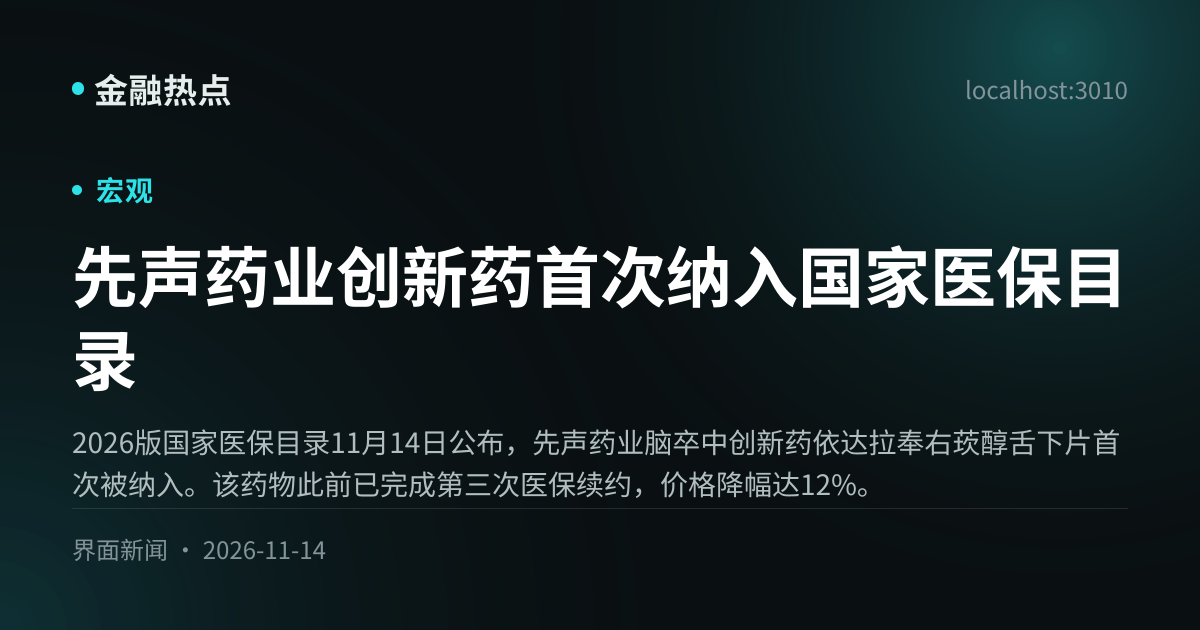 金融热点
localhost:3010
宏观
先声药业创新药首次纳入国家医保目
录
2026版国家医保目录11月14日公布，先声药业脑卒中创新药依达拉奉右莰醇舌下片首
次被纳入。该药物此前已完成第三次医保续约，价格降幅达12%。
界面新闻 • 2026-11-14